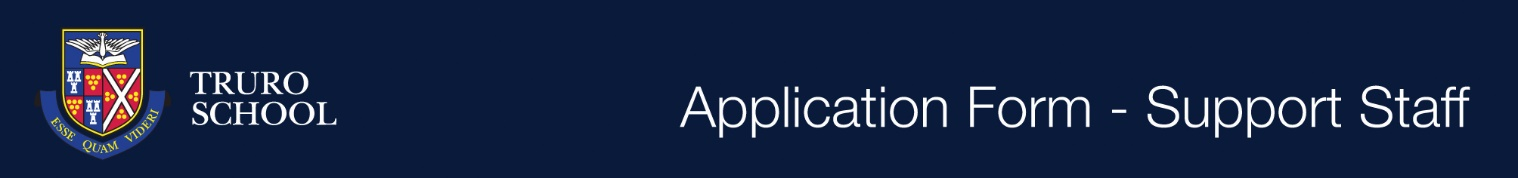 TRURO
SCHOOL
ESSE QUAM VIDERI
Application Form - Support Staff